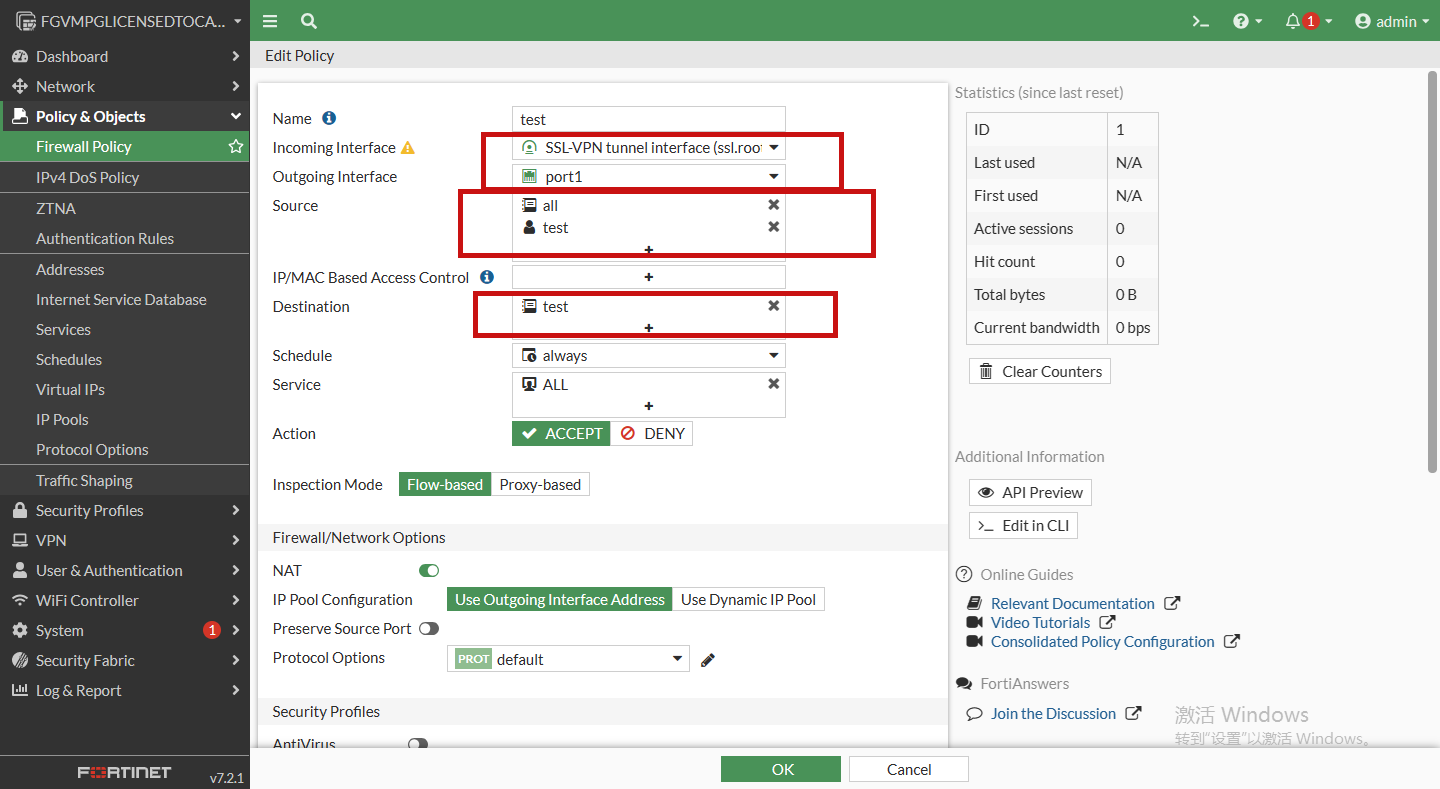 FGVMPGLICENSEDTOCA...
1
admin
Dashboard
Network
Policy & Objects
Firewall Policy
IPv4 DoS Policy
ZTNA
Authentication Rules
Addresses
Internet Service Database
Services
Schedules
Virtual IPs
IP Pools
Protocol Options
Traffic Shaping
Security Profiles
VPN
User & Authentication
WiFi Controller
System 1
Security Fabric
Log & Report
FORTINET v7.2.1
Edit Policy
Name test
Incoming Interface SSL-VPN tunnel interface (ssl.roo
Outgoing Interface port1
Source all
test
IP/MAC Based Access Control
Destination test
Schedule always
Service ALL
Action ACCEPT DENY
Inspection Mode Flow-based Proxy-based
Firewall/Network Options
NAT
IP Pool Configuration Use Outgoing Interface Address Use Dynamic IP Pool
Preserve Source Port
Protocol Options PROT default
Security Profiles
AntiVirus
OK Cancel
Statistics (since last reset)
ID 1
Last used N/A
First used N/A
Active sessions 0
Hit count 0
Total bytes 0 B
Current bandwidth 0 bps
Clear Counters
Additional Information
API Preview
Edit in CLI
Online Guides
Relevant Documentation
Video Tutorials
Consolidated Policy Configuration
FortiAnswers
Join the Discussion
激活 Windows
转到"设置"以激活 Windows。